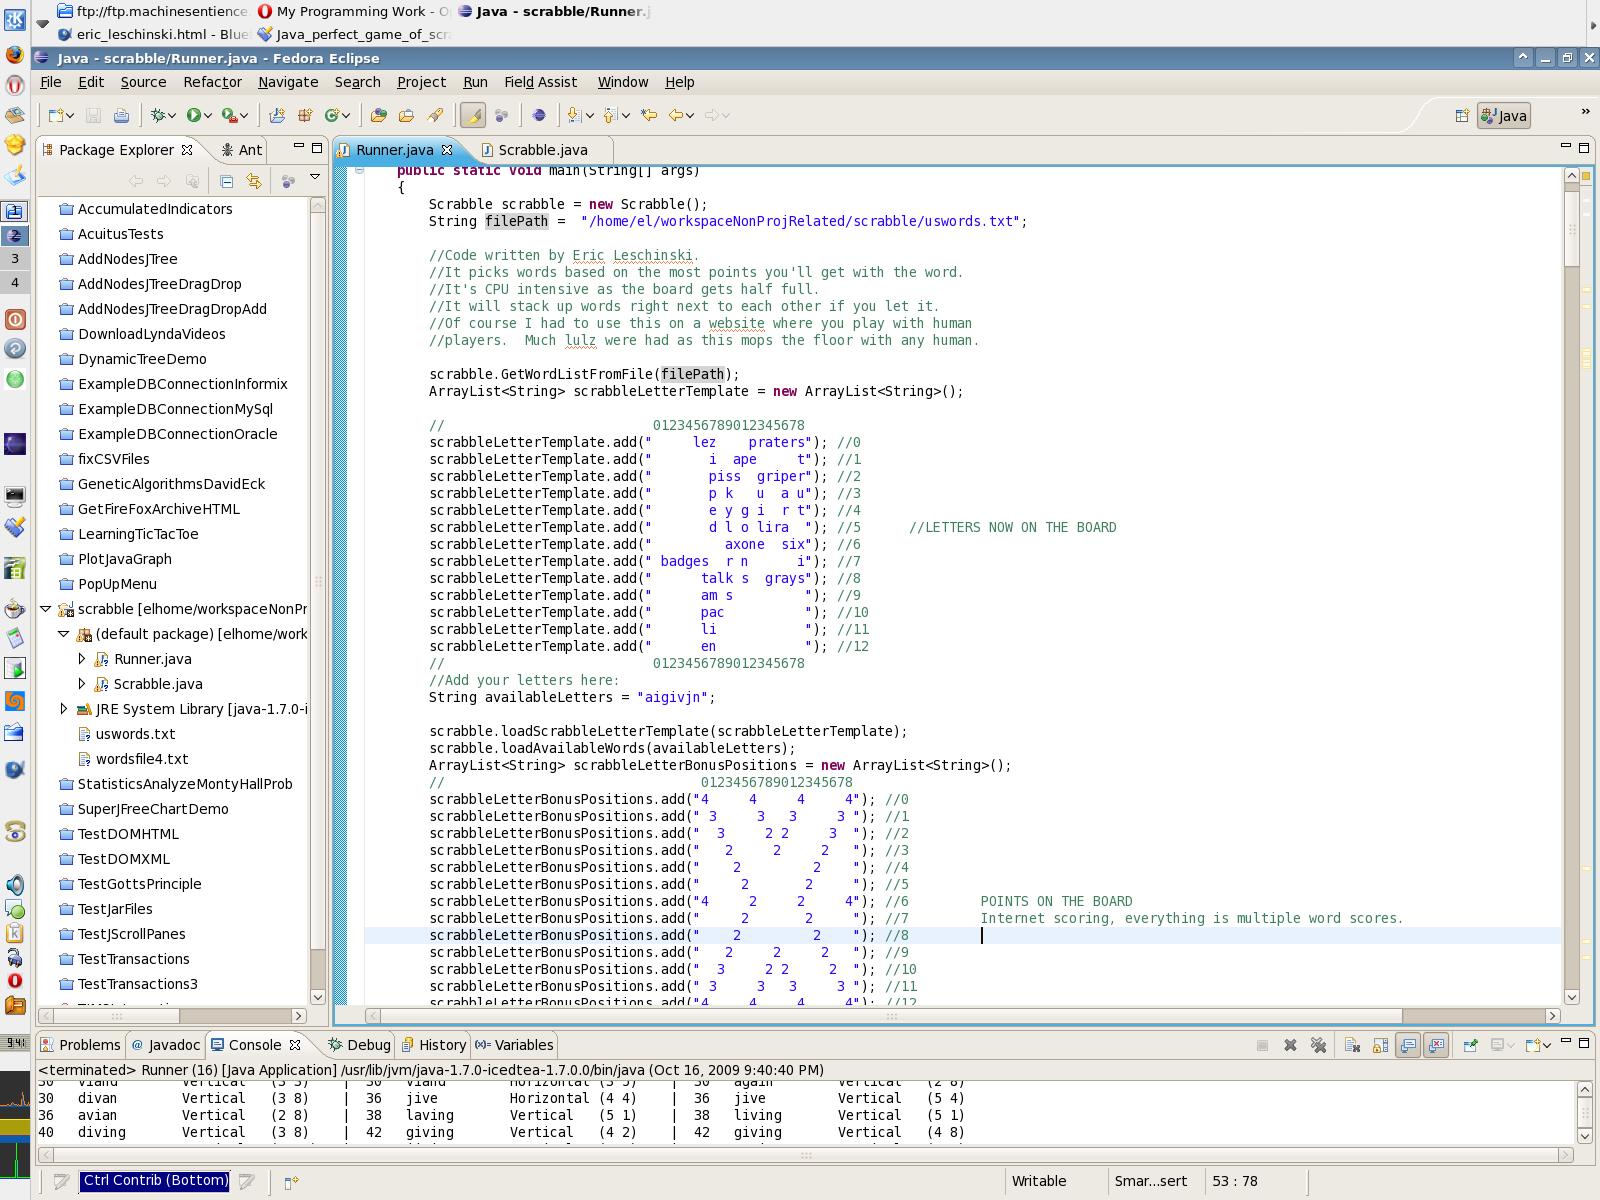 ftp://ftp.machinesentience. My Programming Work - O Java - scrabble/Runner.j
eric_leschinski.html - Blue Java_perfect_game_of_scr
Java - scrabble/Runner.java - Fedora Eclipse
File Edit Source Refactor Navigate Search Project Run Field Assist Window Help
Java »
Package Explorer Ant
Runner.java Scrabble.java
AccumulatedIndicators
AcuitusTests
AddNodesJTree
AddNodesJTreeDragDrop
AddNodesJTreeDragDropAdd
DownloadLyndaVideos
DynamicTreeDemo
ExampleDBConnectionInformix
ExampleDBConnectionMySql
ExampleDBConnectionOracle
fixCSVFiles
GeneticAlgorithmsDavidEck
GetFireFoxArchiveHTML
LearningTicTacToe
PlotJavaGraph
PopUpMenu
scrabble [elhome/workspaceNonPr
(default package) [elhome/work
Runner.java
Scrabble.java
JRE System Library [java-1.7.0-i
uswords.txt
wordsfile4.txt
StatisticsAnalyzeMontyHallProb
SuperJFreeChartDemo
TestDOMHTML
TestDOMXML
TestGottsPrinciple
TestJarFiles
TestJScrollPanes
TestTransactions
TestTransactions3
public static void main(String[] args)
{
Scrabble scrabble = new Scrabble();
String filePath =  "/home/el/workspaceNonProjRelated/scrabble/uswords.txt";
//Code written by Eric Leschinski.
//It picks words based on the most points you'll get with the word.
//It's CPU intensive as the board gets half full.
//It will stack up words right next to each other if you let it.
//Of course I had to use this on a website where you play with human
//players.  Much lulz were had as this mops the floor with any human.
scrabble.GetWordListFromFile(filePath);
ArrayList<String> scrabbleLetterTemplate = new ArrayList<String>();
//                          0123456789012345678
scrabbleLetterTemplate.add("     lez    praters"); //0
scrabbleLetterTemplate.add("       i  ape     t"); //1
scrabbleLetterTemplate.add("       piss  griper"); //2
scrabbleLetterTemplate.add("       p k   u  a u"); //3
scrabbleLetterTemplate.add("       e y g i  r t"); //4
scrabbleLetterTemplate.add("       d l o lira  "); //5      //LETTERS NOW ON THE BOARD
scrabbleLetterTemplate.add("         axone  six"); //6
scrabbleLetterTemplate.add(" badges  r n      i"); //7
scrabbleLetterTemplate.add("      talk s  grays"); //8
scrabbleLetterTemplate.add("      am s         "); //9
scrabbleLetterTemplate.add("      pac          "); //10
scrabbleLetterTemplate.add("      li           "); //11
scrabbleLetterTemplate.add("      en           "); //12
//                          0123456789012345678
//Add your letters here:
String availableLetters = "aigivjn";
scrabble.loadScrabbleLetterTemplate(scrabbleLetterTemplate);
scrabble.loadAvailableWords(availableLetters);
ArrayList<String> scrabbleLetterBonusPositions = new ArrayList<String>();
//                                0123456789012345678
scrabbleLetterBonusPositions.add("4     4     4     4"); //0
scrabbleLetterBonusPositions.add(" 3     3   3     3 "); //1
scrabbleLetterBonusPositions.add("  3     2 2     3  "); //2
scrabbleLetterBonusPositions.add("   2     2     2   "); //3
scrabbleLetterBonusPositions.add("    2         2    "); //4
scrabbleLetterBonusPositions.add("     2       2     "); //5
scrabbleLetterBonusPositions.add("4     2     2     4"); //6         POINTS ON THE BOARD
scrabbleLetterBonusPositions.add("     2       2     "); //7         Internet scoring, everything is multiple word scores.
scrabbleLetterBonusPositions.add("    2         2    "); //8
scrabbleLetterBonusPositions.add("   2     2     2   "); //9
scrabbleLetterBonusPositions.add("  3     2 2     2  "); //10
scrabbleLetterBonusPositions.add(" 3     3   3     3 "); //11
scrabbleLetterBonusPositions.add("4     4     4     4"); //12
Problems @ Javadoc Console Debug History (x)= Variables
<terminated> Runner (16) [Java Application] /usr/lib/jvm/java-1.7.0-icedtea-1.7.0.0/bin/java (Oct 16, 2009 9:40:40 PM)
30 viand Vertical (3 3) | 30 viand Horizontal (3 5) | 30 again Vertical (2 8)
30 divan Vertical (3 8) | 36 jive Horizontal (4 4) | 36 jive Vertical (5 4)
36 avian Vertical (2 8) | 38 laving Vertical (5 1) | 38 living Vertical (5 1)
40 diving Vertical (3 8) | 42 giving Vertical (4 2) | 42 giving Vertical (4 8)
Ctrl Contrib (Bottom) Writable Smar...sert 53 : 78
1
2
3
4
9:41